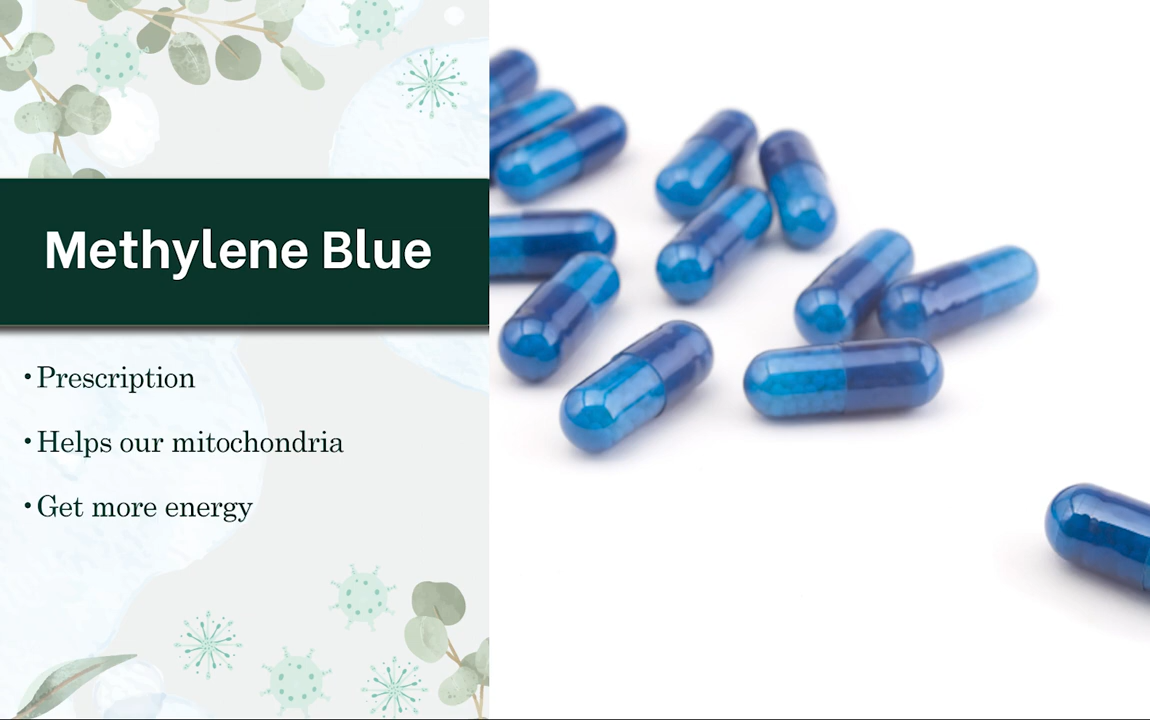 Methylene Blue
•Prescription
•Helps our mitochondria
•Get more energy